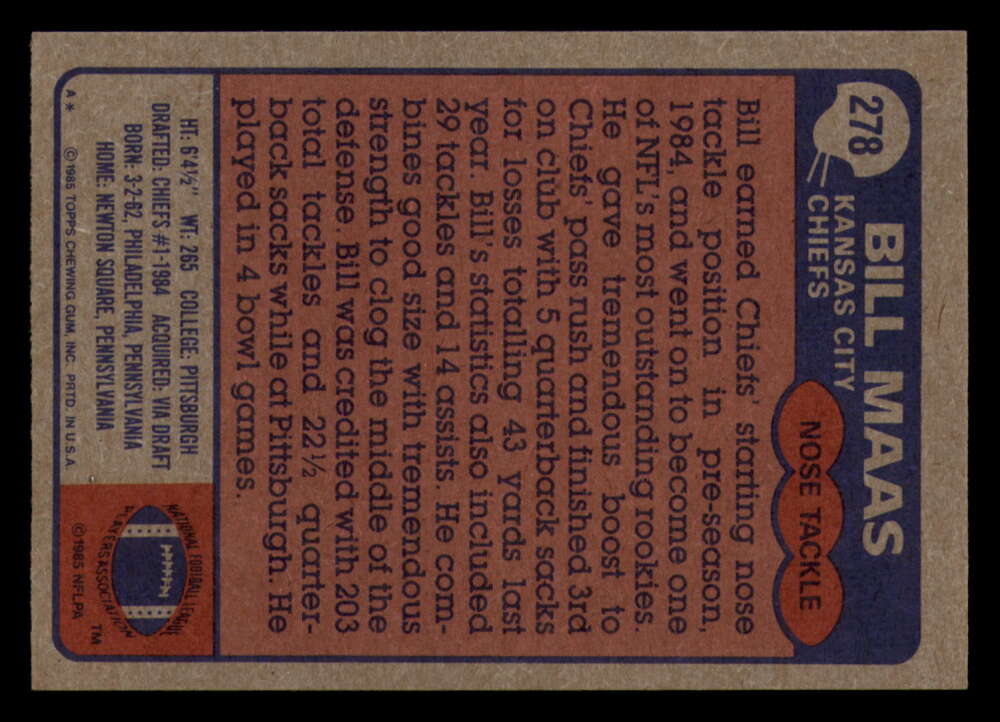 278
BILL MAAS
KANSAS CITY
CHIEFS
NOSE TACKLE
Bill earned Chiefs' starting nose
tackle position in pre-season,
1984, and went on to become one
of NFL's most outstanding rookies.
He gave tremendous boost to
Chiefs' pass rush and finished 3rd
on club with 5 quarterback sacks
for losses totalling 43 yards last
year. Bill's statistics also included
29 tackles and 14 assists. He com-
bines good size with tremendous
strength to clog the middle of the
defense. Bill was credited with 203
total tackles and 22½ quarter-
back sacks while at Pittsburgh. He
played in 4 bowl games.
HT: 6'4½" WT: 265 COLLEGE: PITTSBURGH
DRAFTED: CHIEFS #1-1984 ACQUIRED: VIA DRAFT
BORN: 3-2-62, PHILADELPHIA, PENNSYLVANIA
HOME: NEWTON SQUARE, PENNSYLVANIA
A* © 1985 TOPPS CHEWING GUM, INC. PRTD. IN U.S.A.
NATIONAL FOOTBALL LEAGUE
PLAYERS ASSOCIATION
TM
© 1985 NFLPA